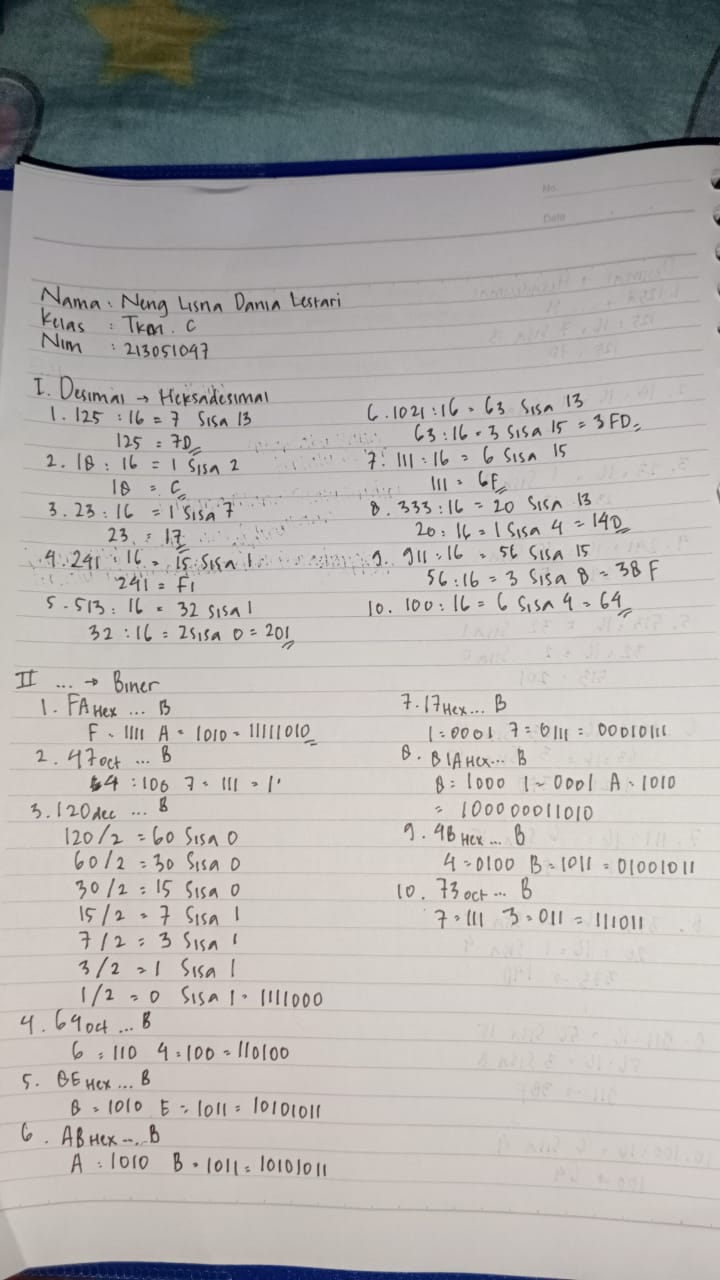 No.
Date
Nama : Neng Lisna Dania Lestari
Kelas : Tkm. C
Nim : 213051097
I. Desimal → Heksadesimal
1. 125 : 16 = 7 Sisa 13
125 = 7D
2. 18 : 16 = 1 Sisa 2
18 = C
3. 23 : 16 = 1 Sisa 7
23 = 17
4. 241 : 16 = 15 Sisa 1
241 = F1
5. 513 : 16 = 32 sisa 1
32 : 16 = 2 sisa 0 = 201
6. 1021 : 16 = 63 Sisa 13
63 : 16 = 3 Sisa 15 = 3FD
7. 111 : 16 = 6 Sisa 15
111 = 6F
8. 333 : 16 = 20 Sisa 13
20 : 16 = 1 Sisa 4 = 14D
9. 911 : 16 = 56 Sisa 15
56 : 16 = 3 Sisa 8 = 38F
10. 100 : 16 = 6 Sisa 4 = 64
II ... → Biner
1. FA Hex ... B
F = 1111 A = 1010 = 11111010
2. 47 oct ... B
4 : 100 7 = 111 = 1
3. 120 dec ... B
120/2 = 60 Sisa 0
60/2 = 30 Sisa 0
30/2 = 15 Sisa 0
15/2 = 7 Sisa 1
7/2 = 3 Sisa 1
3/2 = 1 Sisa 1
1/2 = 0 Sisa 1 = 1111000
4. 64 oct ... B
6 = 110 4 = 100 = 110100
5. 8E Hex ... B
8 = 1010 E = 1011 = 10101011
6. AB Hex ... B
A : 1010 B = 1011 = 10101011
7. 17 Hex ... B
1 = 0001 7 = 0111 = 00010111
8. 81A Hex ... B
8 = 1000 1 = 0001 A = 1010
= 100000011010
9. 4B Hex ... B
4 = 0100 B = 1011 = 01001011
10. 73 oct ... B
7 = 111 3 = 011 = 111011